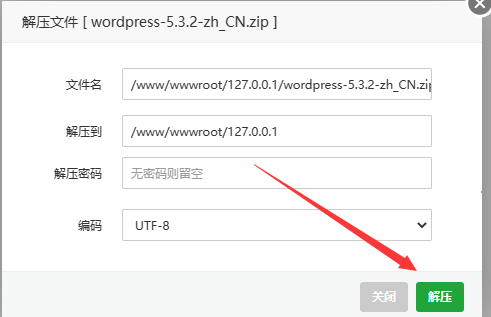 解压文件 [ wordpress-5.3.2-zh_CN.zip ]
文件名 /www/wwwroot/127.0.0.1/wordpress-5.3.2-zh_CN.zip
解压到 /www/wwwroot/127.0.0.1
解压密码 无密码则留空
编码 UTF-8
关闭 解压